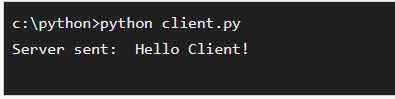 c:\python>python client.py
Server sent:  Hello Client!